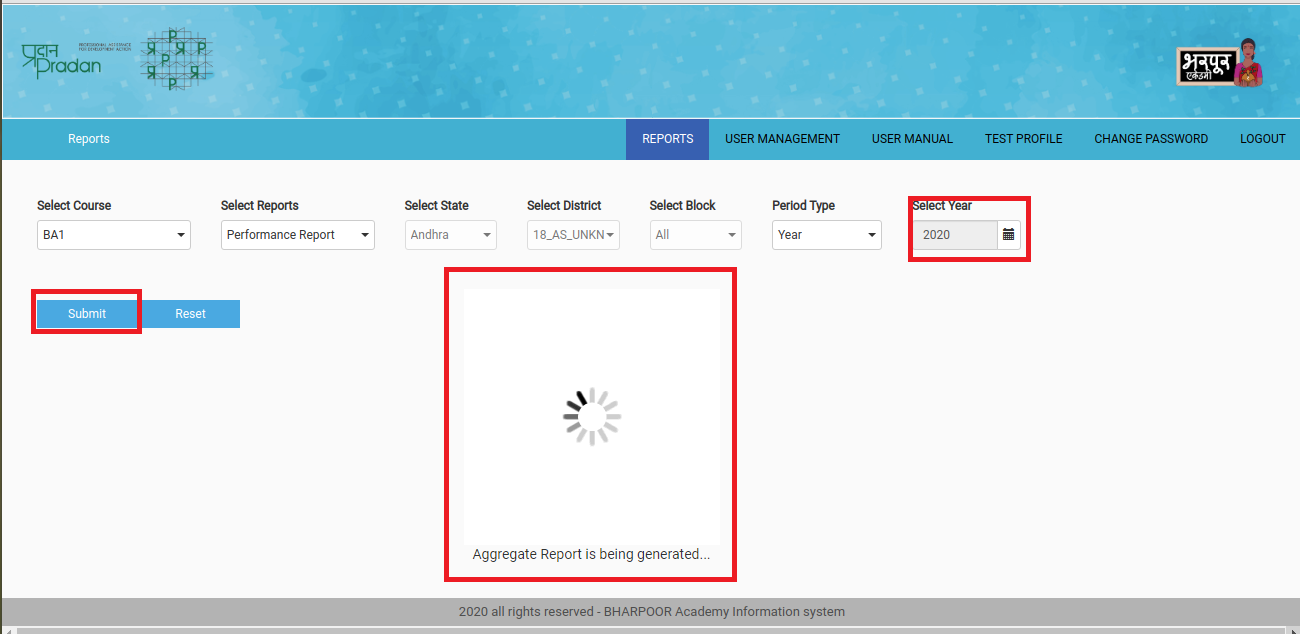 प्रदान
Pradan
PROFESSIONAL ASSISTANCE
FOR DEVELOPMENT ACTION
P
P P P
P
P P
P
भरपूर
एकेडमी
Reports
REPORTS
USER MANAGEMENT
USER MANUAL
TEST PROFILE
CHANGE PASSWORD
LOGOUT
Select Course
Select Reports
Select State
Select District
Select Block
Period Type
Select Year
BA1
Performance Report
Andhra
18_AS_UNKN
All
Year
2020
Submit
Reset
Aggregate Report is being generated...
2020 all rights reserved - BHARPOOR Academy Information system